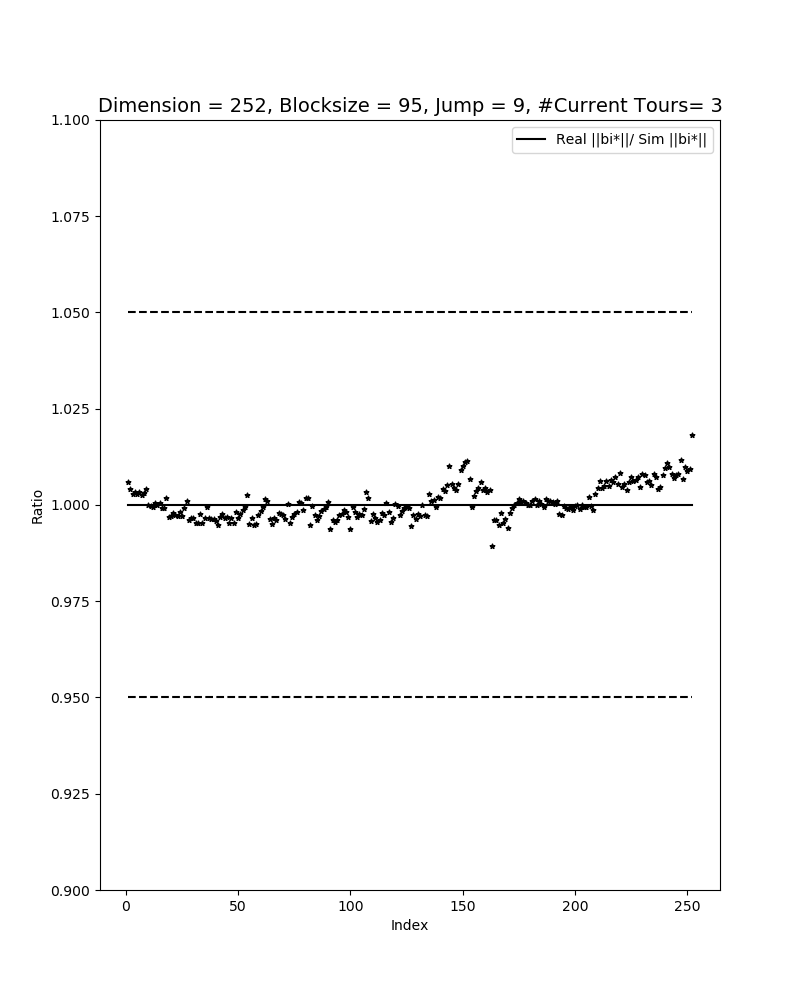 Dimension = 252, Blocksize = 95, Jump = 9, #Current Tours= 3
Real ||bi*||/ Sim ||bi*||
1.100
1.075
1.050
1.025
1.000
0.975
0.950
0.925
0.900
Ratio
0 50 100 150 200 250
Index